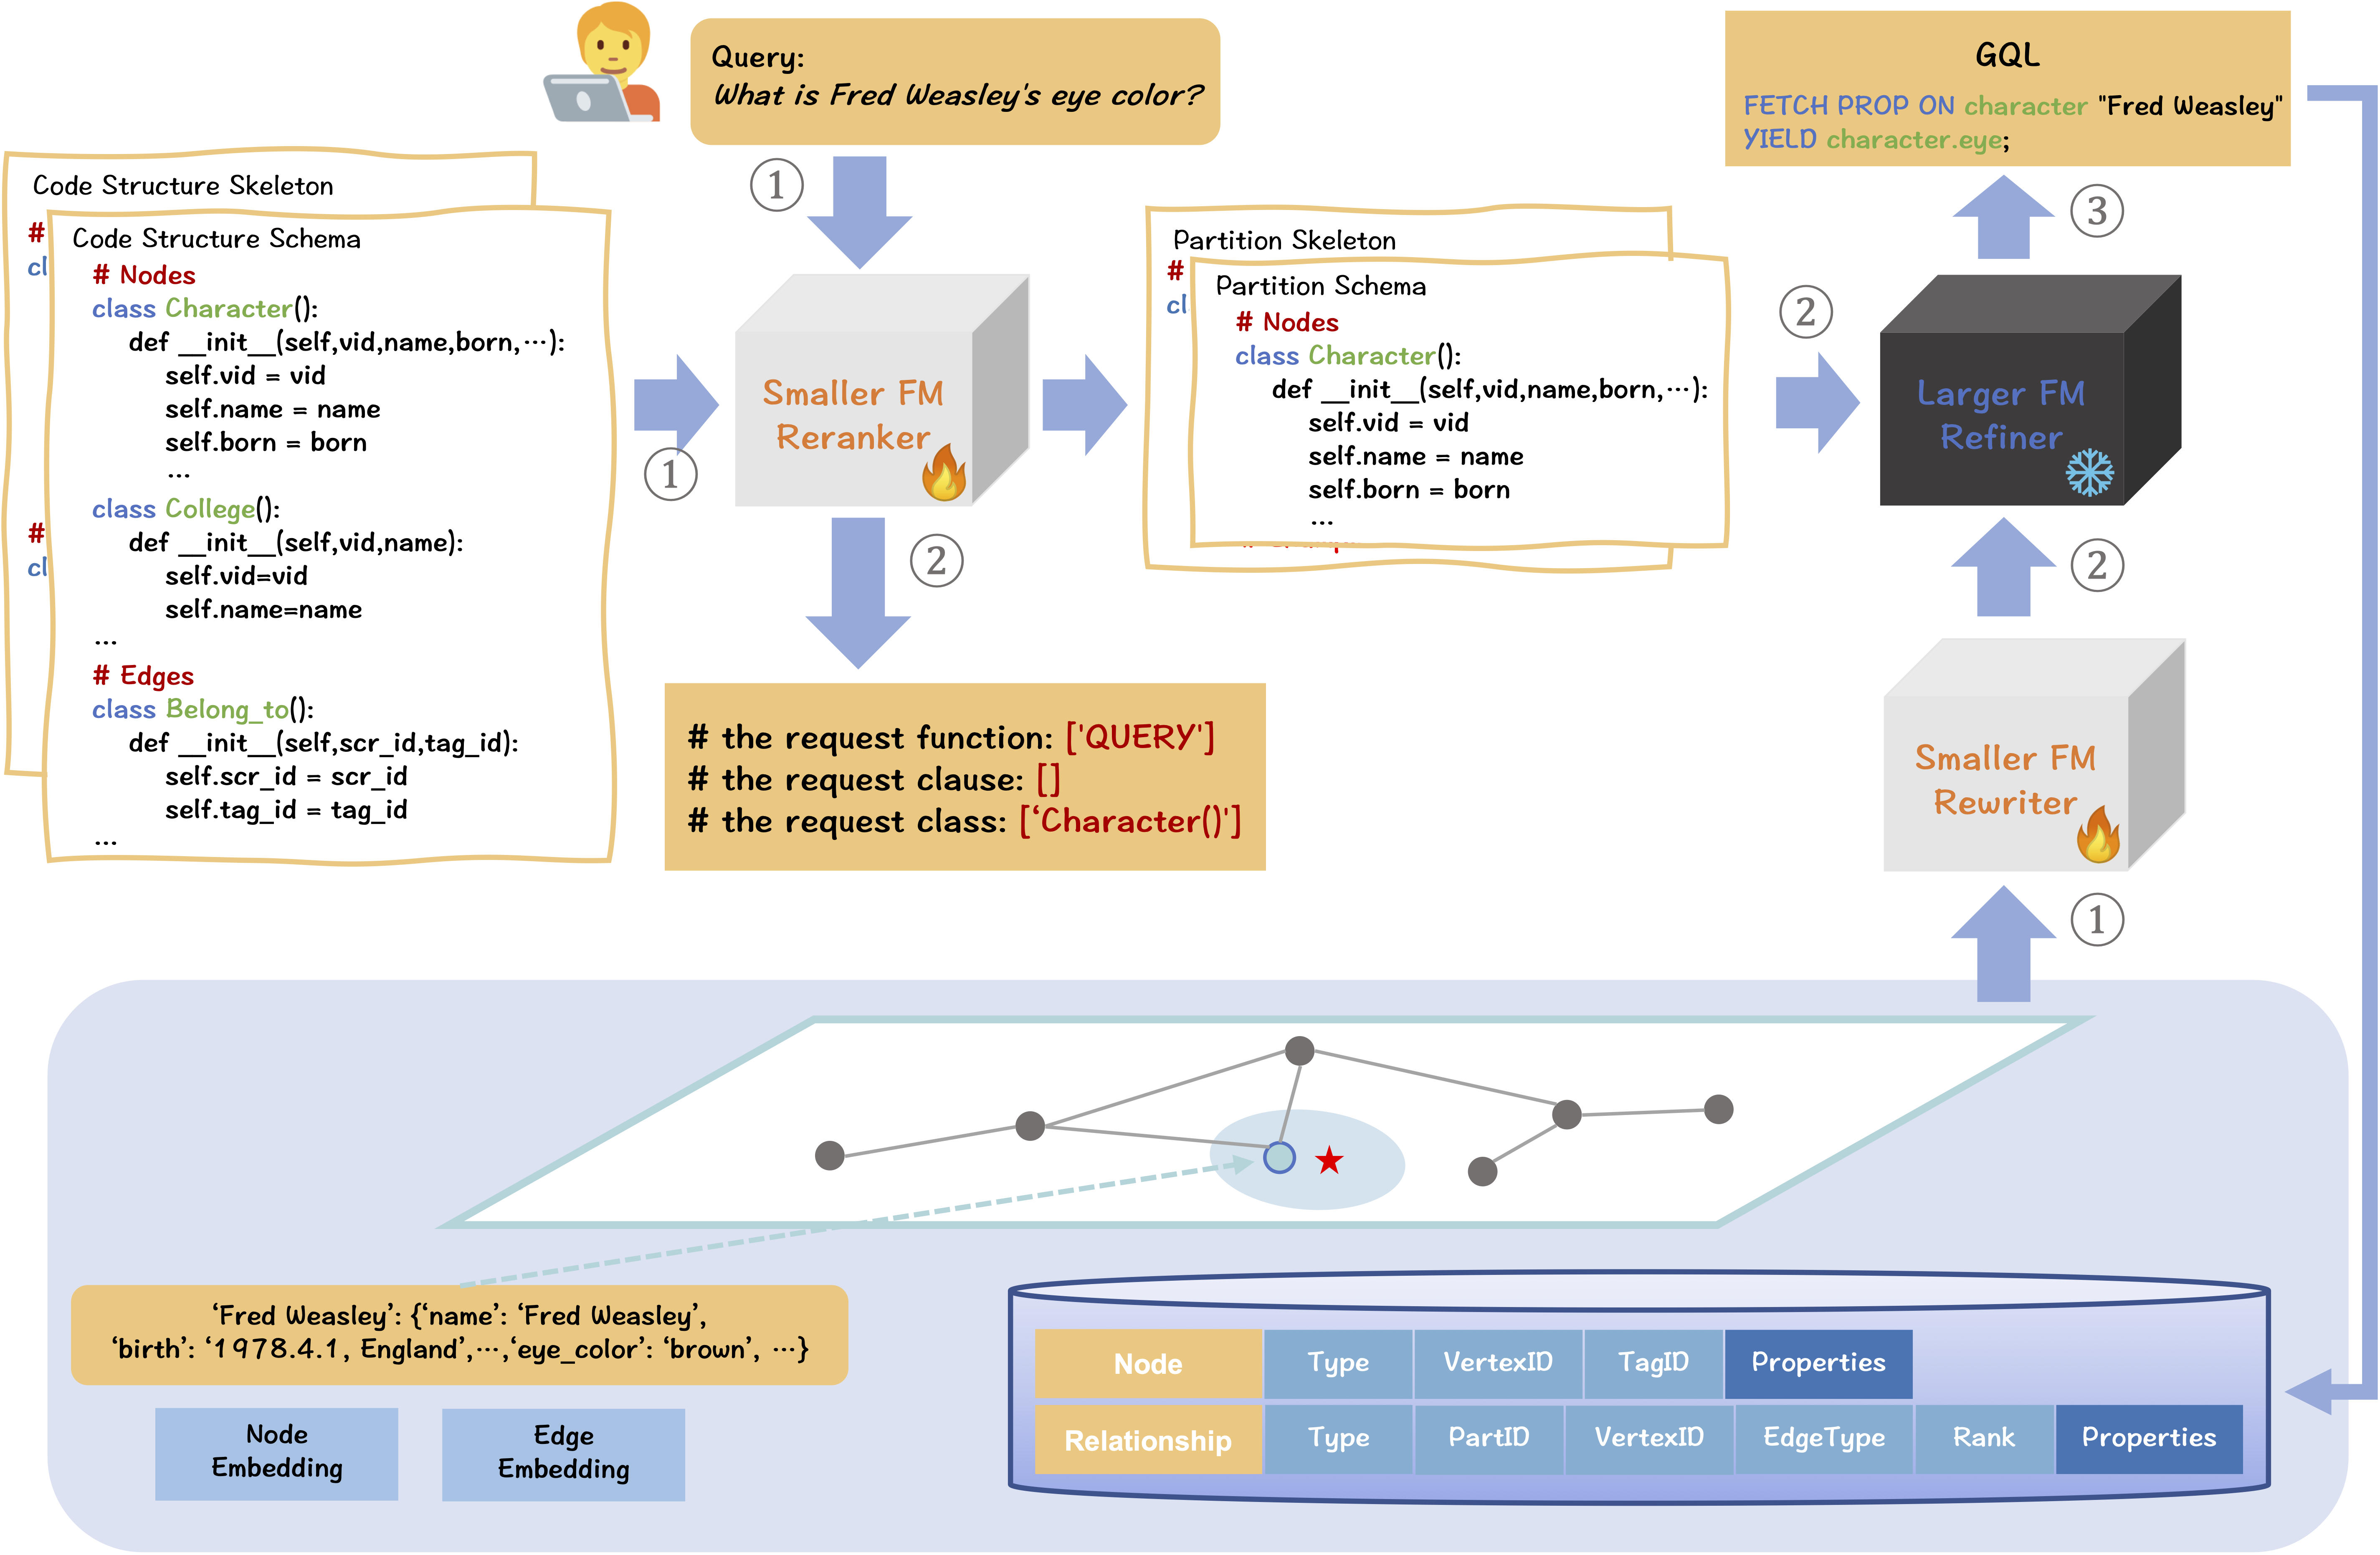 Query:
What is Fred Weasley's eye color?
GQL
FETCH PROP ON character "Fred Weasley"
YIELD character.eye;
①
③
Code Structure Skeleton
#
cl
#
cl
Code Structure Schema
# Nodes
class Character():
def __init__(self,vid,name,born,…):
self.vid = vid
self.name = name
self.born = born
…
class College():
def __init__(self,vid,name):
self.vid=vid
self.name=name
…
# Edges
class Belong_to():
def __init__(self,scr_id,tag_id):
self.scr_id = scr_id
self.tag_id = tag_id
…
①
Smaller FM
Reranker
②
Partition Skeleton
#
cl
Partition Schema
# Nodes
class Character():
def __init__(self,vid,name,born,…):
self.vid = vid
self.name = name
self.born = born
…
②
Larger FM
Refiner
②
# the request function: ['QUERY']
# the request clause: []
# the request class: [‘Character()']
Smaller FM
Rewriter
①
‘Fred Weasley’: {‘name’: ‘Fred Weasley’,
‘birth’: ‘1978.4.1, England’,…,‘eye_color’: ‘brown’, …}
Node
Embedding
Edge
Embedding
Node Type VertexID TagID Properties
Relationship Type PartID VertexID EdgeType Rank Properties